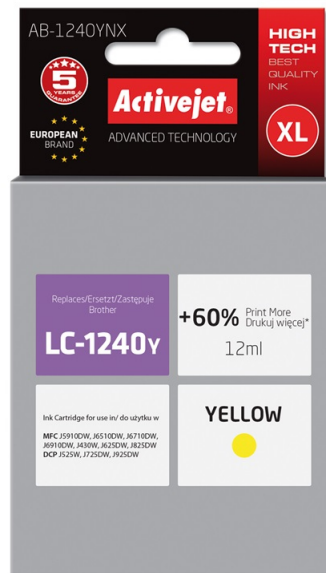 AB-1240YNX
HIGH
TECH
BEST
QUALITY
INK
5
YEARS
GUARANTEE
Activejet®
EUROPEAN
BRAND
ADVANCED TECHNOLOGY
XL
Replaces/Ersetzt/Zastępuje
Brother
LC-1240Y
+60% Print More
Drukuj więcej*
12ml
Ink Cartridge for use in/ do użytku w
MFC J5910DW, J6510DW, J6710DW,
J6910DW, J430W, J625DW, J825DW
DCP J525W, J725DW, J925DW
YELLOW